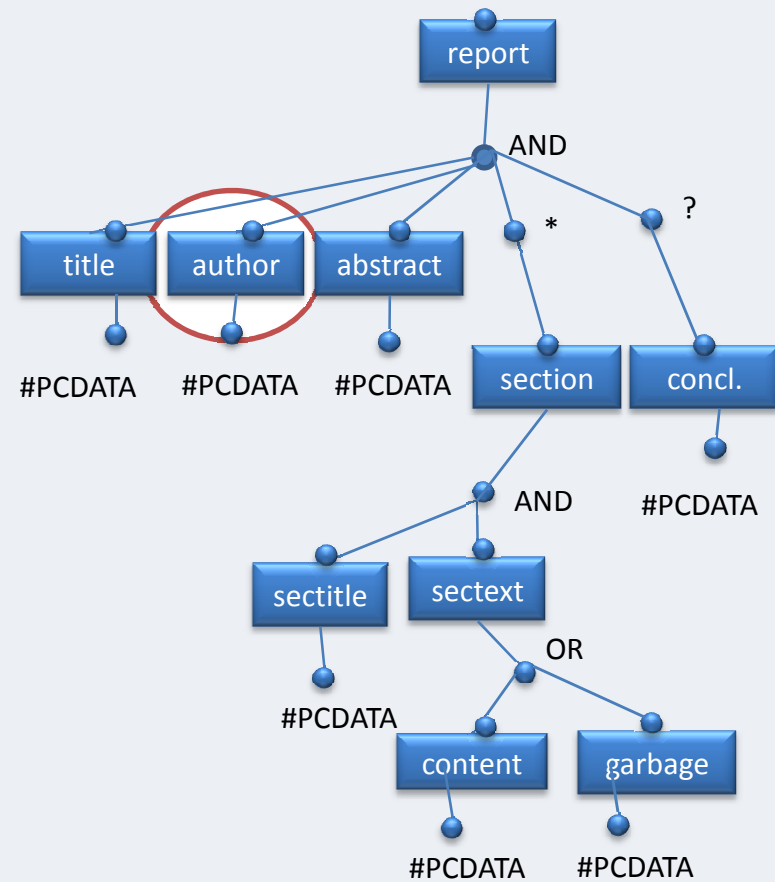 report
AND
*
?
title
author
abstract
#PCDATA
#PCDATA
#PCDATA
section
concl.
AND
#PCDATA
sectitle
sectext
OR
#PCDATA
content
garbage
#PCDATA
#PCDATA